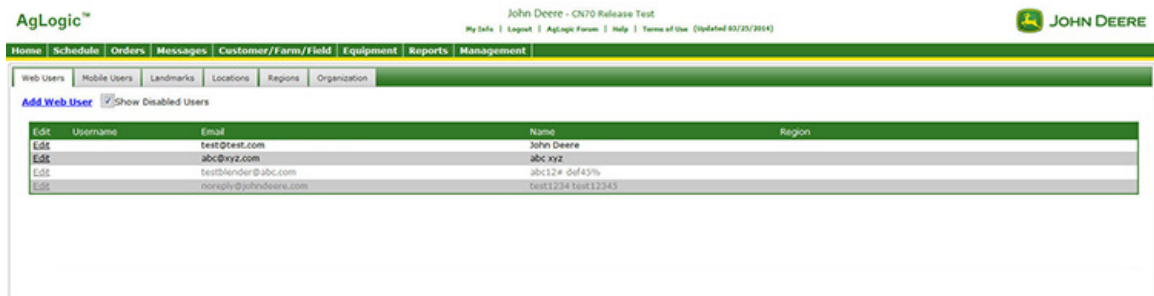 AgLogic™
John Deere - CN70 Release Test
My Info | Logout | AgLogic Forum | Help | Terms of Use (Updated 03/25/2014)
JOHN DEERE
Home Schedule Orders Messages Customer/Farm/Field Equipment Reports Management
Web Users Mobile Users Landmarks Locations Regions Organization
Add Web User Show Disabled Users
Edit Username Email Name Region
Edit test@test.com John Deere
Edit abc@xyz.com abc xyz
Edit testblender@abc.com abc12# def45%
Edit noreply@johndeere.com test1234 test12345